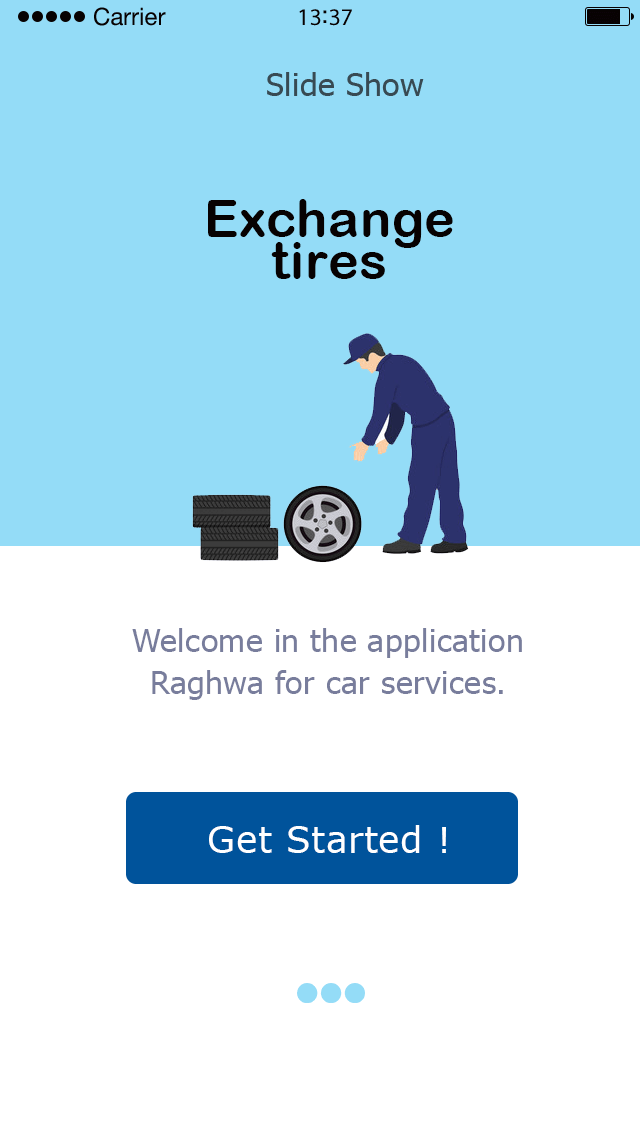 Carrier 13:37
Slide Show
Exchange
tires
Welcome in the application
Raghwa for car services.
Get Started !